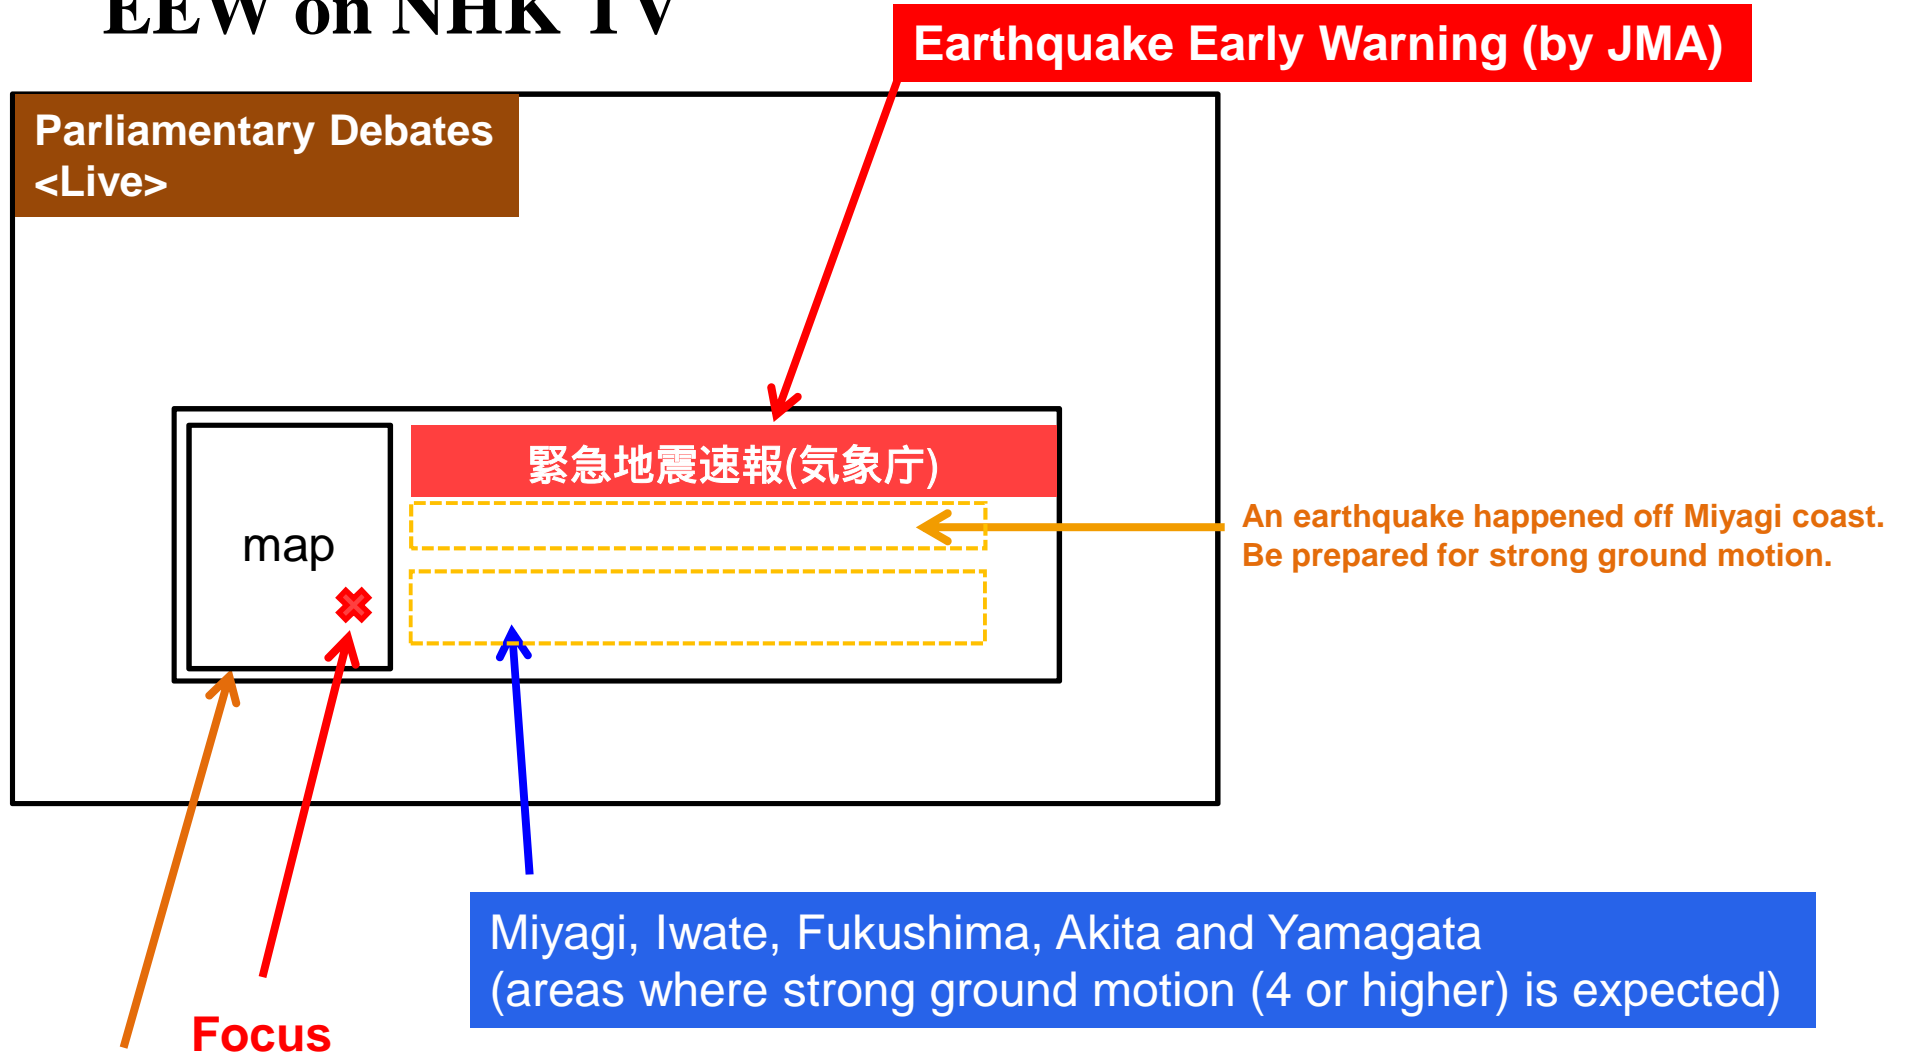 EEW on NHK TV
Earthquake Early Warning (by JMA)
Parliamentary Debates
<Live>
緊急地震速報(気象庁)
map
An earthquake happened off Miyagi coast.
Be prepared for strong ground motion.
Miyagi, Iwate, Fukushima, Akita and Yamagata
(areas where strong ground motion (4 or higher) is expected)
Focus